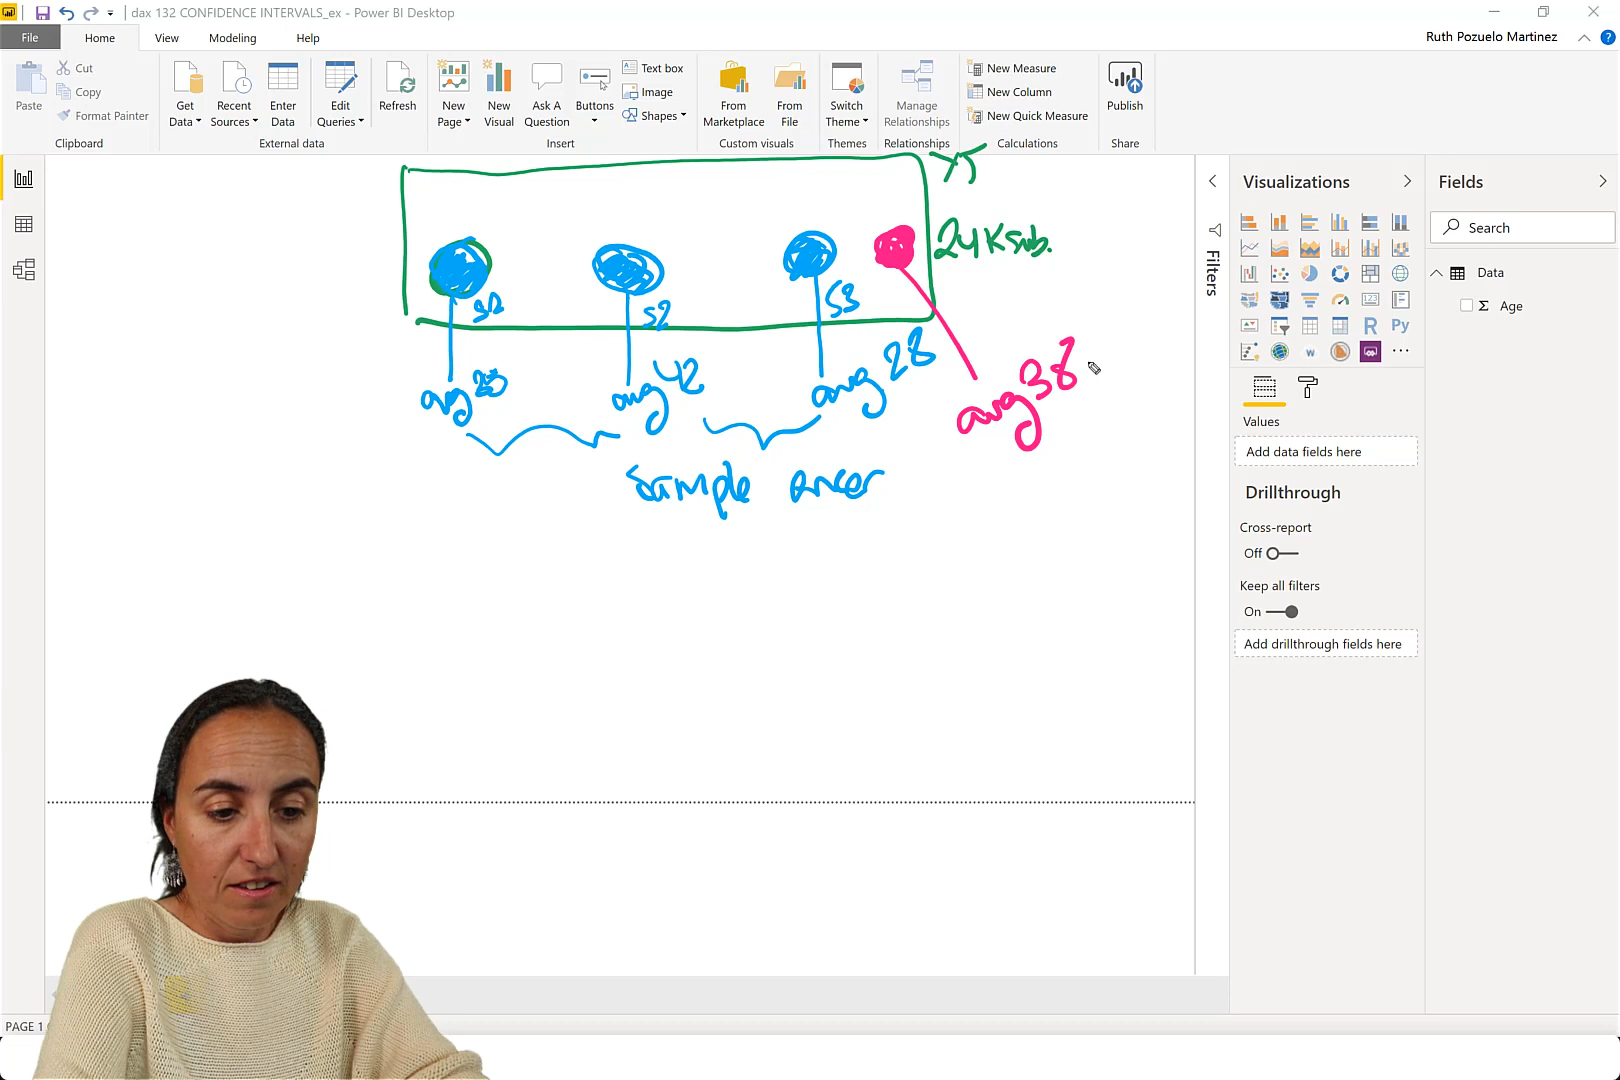 dax 132 CONFIDENCE INTERVALS_ex - Power BI Desktop
File
Home
View
Modeling
Help
Ruth Pozuelo Martinez
Paste
Cut
Copy
Format Painter
Clipboard
Get Data
Recent Sources
Enter Data
Edit Queries
External data
Refresh
New Page
New Visual
Ask A Question
Buttons
Text box
Image
Shapes
Insert
From Marketplace
From File
Custom visuals
Switch Theme
Themes
Manage Relationships
Relationships
New Measure
New Column
New Quick Measure
Calculations
Publish
Share
YT
24K sub.
S2
S3
avg 42
avg 28
avg 38
sample
Filters
Visualizations
R
Py
Values
Add data fields here
Drillthrough
Cross-report
Off
Keep all filters
On
Add drillthrough fields here
Fields
Search
Data
Age
PAGE 1